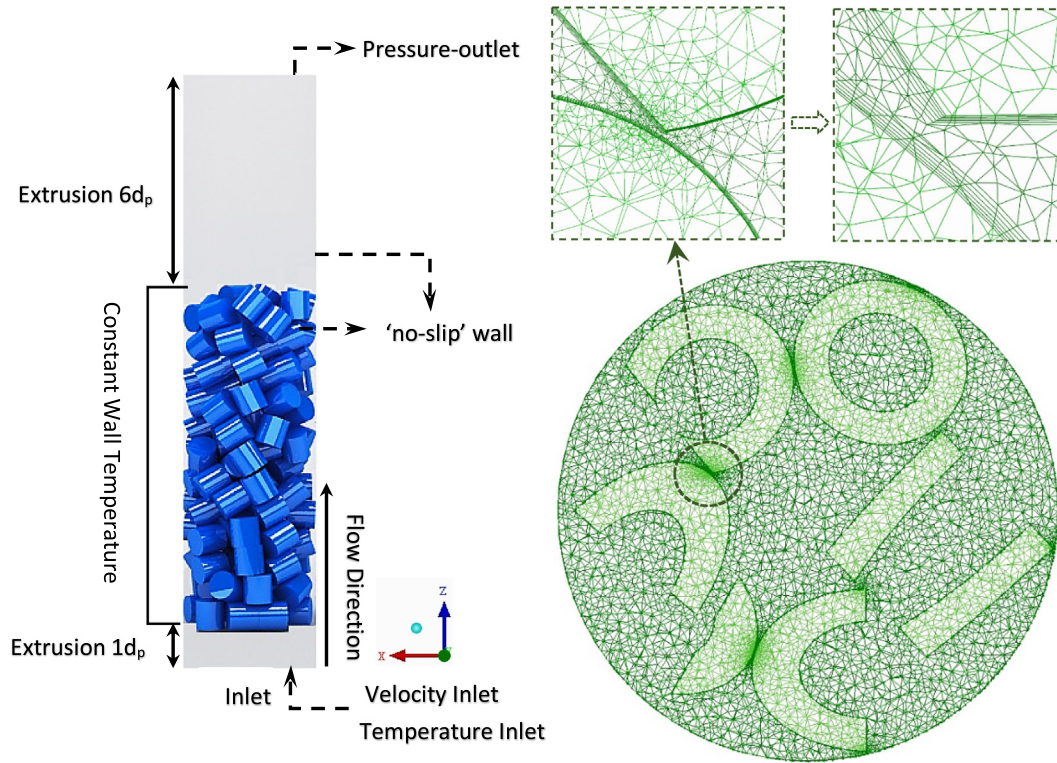 Pressure-outlet
Extrusion 6dₚ
Constant Wall Temperature
'no-slip' wall
Flow Direction
Z
X
Extrusion 1dₚ
Inlet
Velocity Inlet
Temperature Inlet